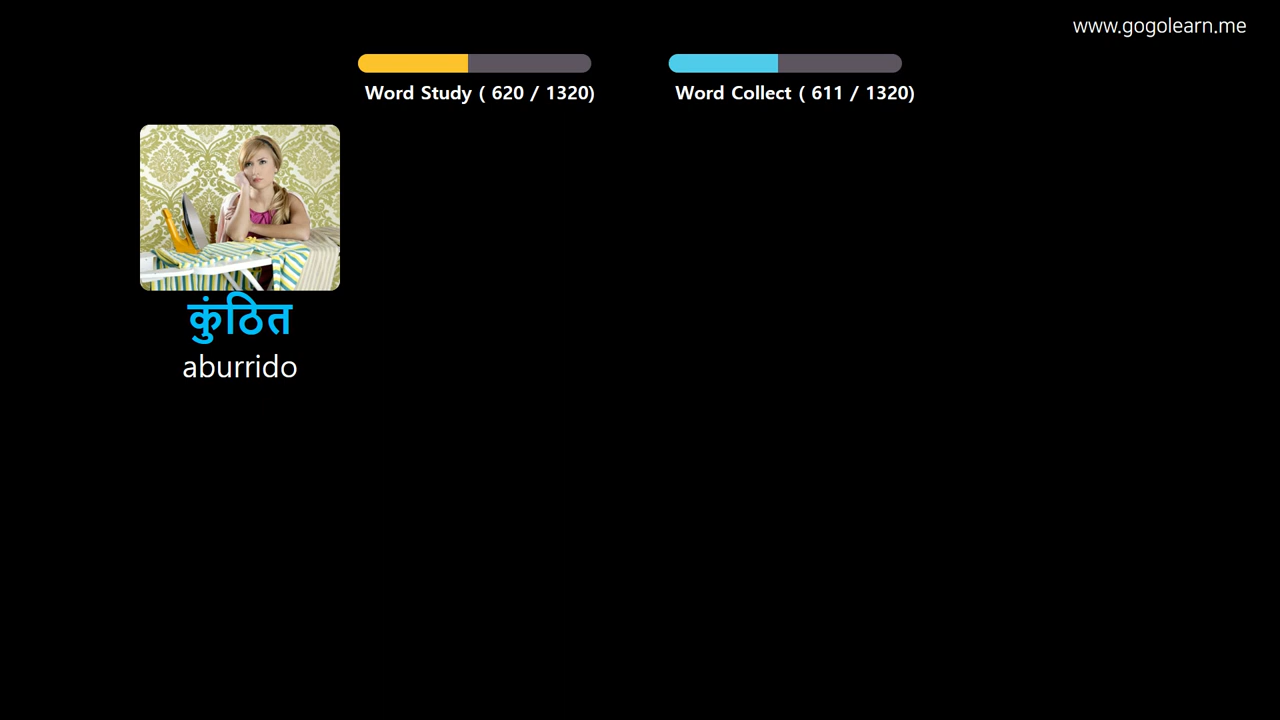 www.gogolearn.me
Word Study ( 620 / 1320)
Word Collect ( 611 / 1320)
कुंठित
aburrido